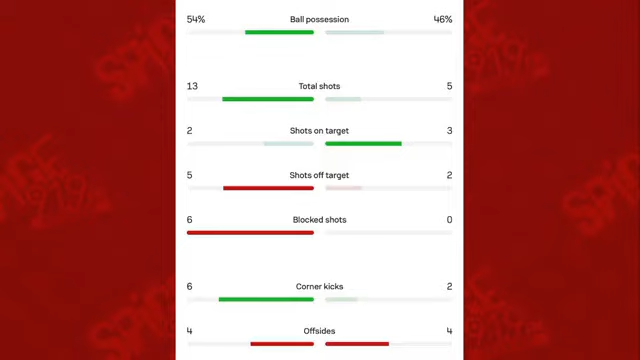 54% Ball possession 46%
13 Total shots 5
2 Shots on target 3
5 Shots off target 2
6 Blocked shots 0
6 Corner kicks 2
4 Offsides 4